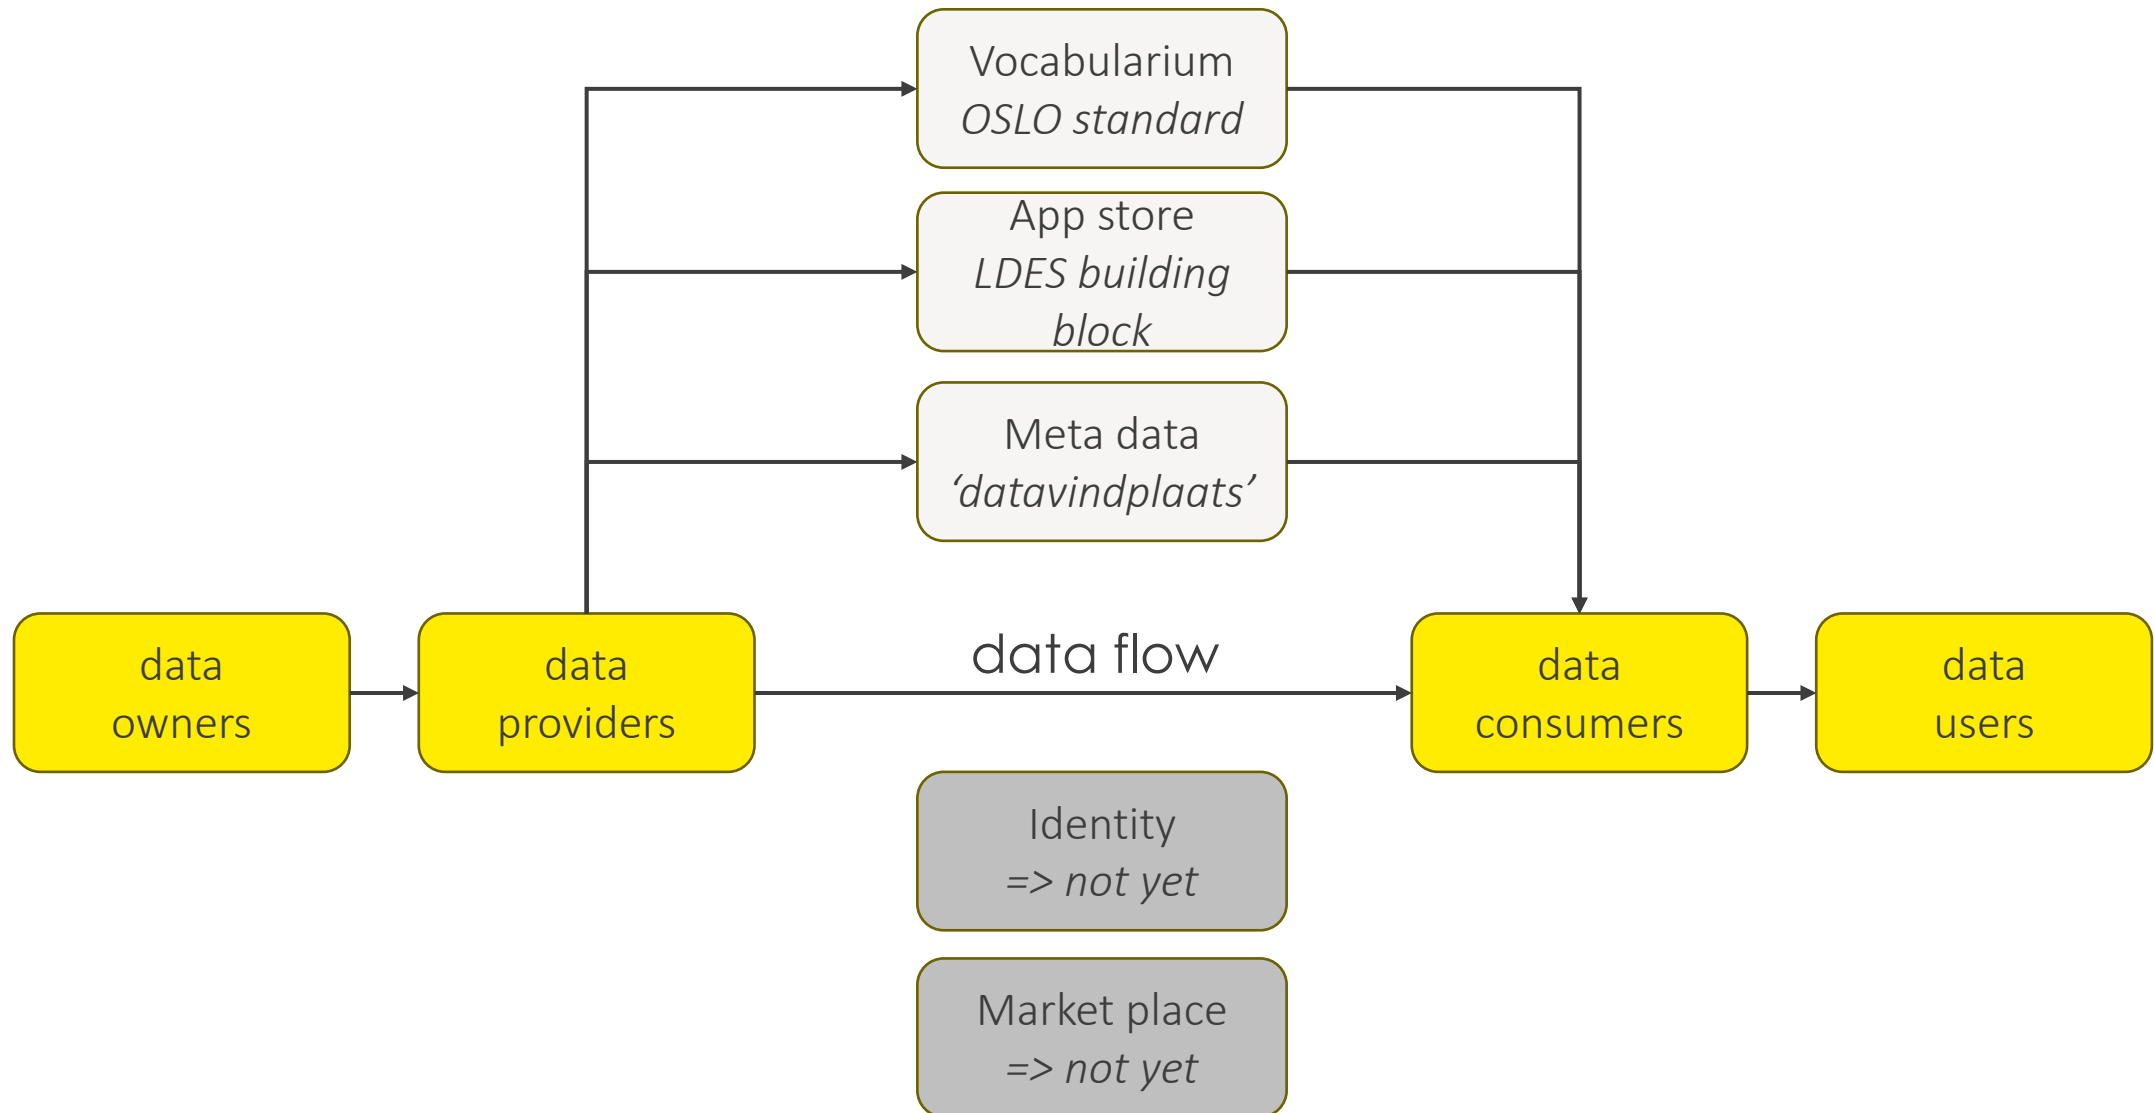 Vocabularium
OSLO standard
App store
LDES building
block
Meta data
‘datavindplaats’
data
owners
data
providers
data flow
data
consumers
data
users
Identity
=> not yet
Market place
=> not yet